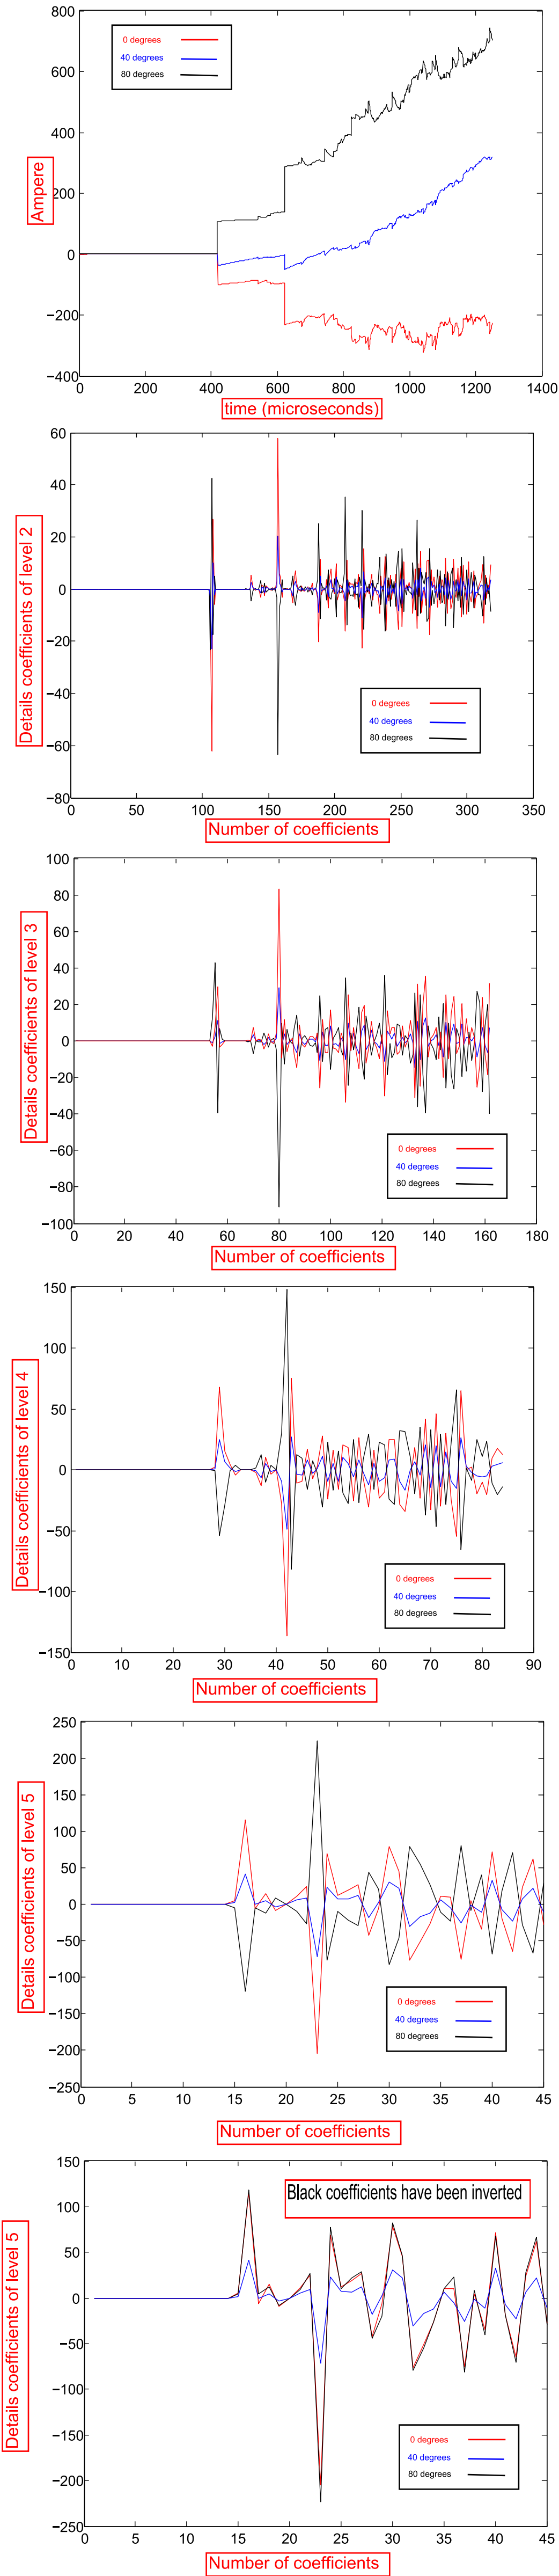 800
600
400
200
0
−200
−400
0 degrees
40 degrees
80 degrees
Ampere
0 200 400 600 800 1000 1200 1400
time (microseconds)
60
40
20
0
−20
−40
−60
−80
Details coefficients of level 2
0 degrees
40 degrees
80 degrees
0 50 100 150 200 250 300 350
Number of coefficients
100
80
60
40
20
0
−20
−40
−60
−80
−100
Details coefficients of level 3
0 degrees
40 degrees
80 degrees
0 20 40 60 80 100 120 140 160 180
Number of coefficients
150
100
50
0
−50
−100
−150
Details coefficients of level 4
0 degrees
40 degrees
80 degrees
0 10 20 30 40 50 60 70 80 90
Number of coefficients
250
200
150
100
50
0
−50
−100
−150
−200
−250
Details coefficients of level 5
0 degrees
40 degrees
80 degrees
0 5 10 15 20 25 30 35 40 45
Number of coefficients
150
100
50
0
−50
−100
−150
−200
−250
Details coefficients of level 5
Black coefficients have been inverted
0 degrees
40 degrees
80 degrees
0 5 10 15 20 25 30 35 40 45
Number of coefficients